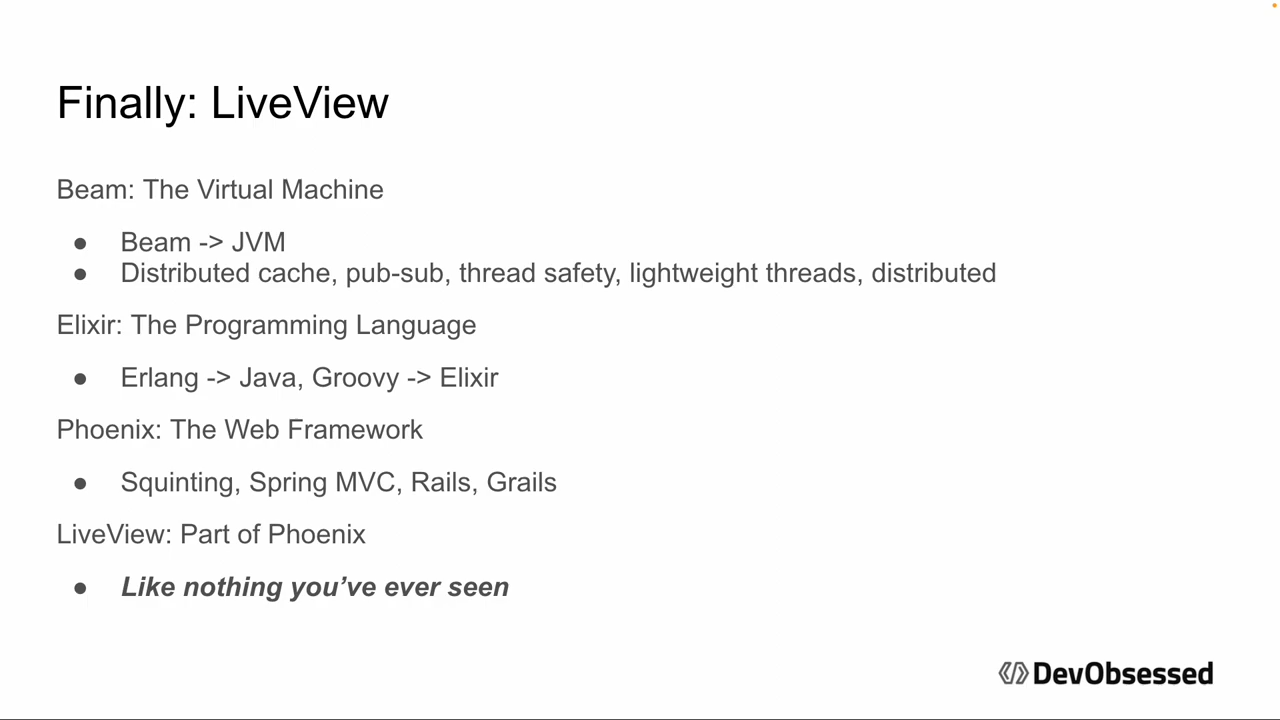 Finally: LiveView
Beam: The Virtual Machine
● Beam -> JVM
● Distributed cache, pub-sub, thread safety, lightweight threads, distributed
Elixir: The Programming Language
● Erlang -> Java, Groovy -> Elixir
Phoenix: The Web Framework
● Squinting, Spring MVC, Rails, Grails
LiveView: Part of Phoenix
● Like nothing you’ve ever seen
DevObsessed